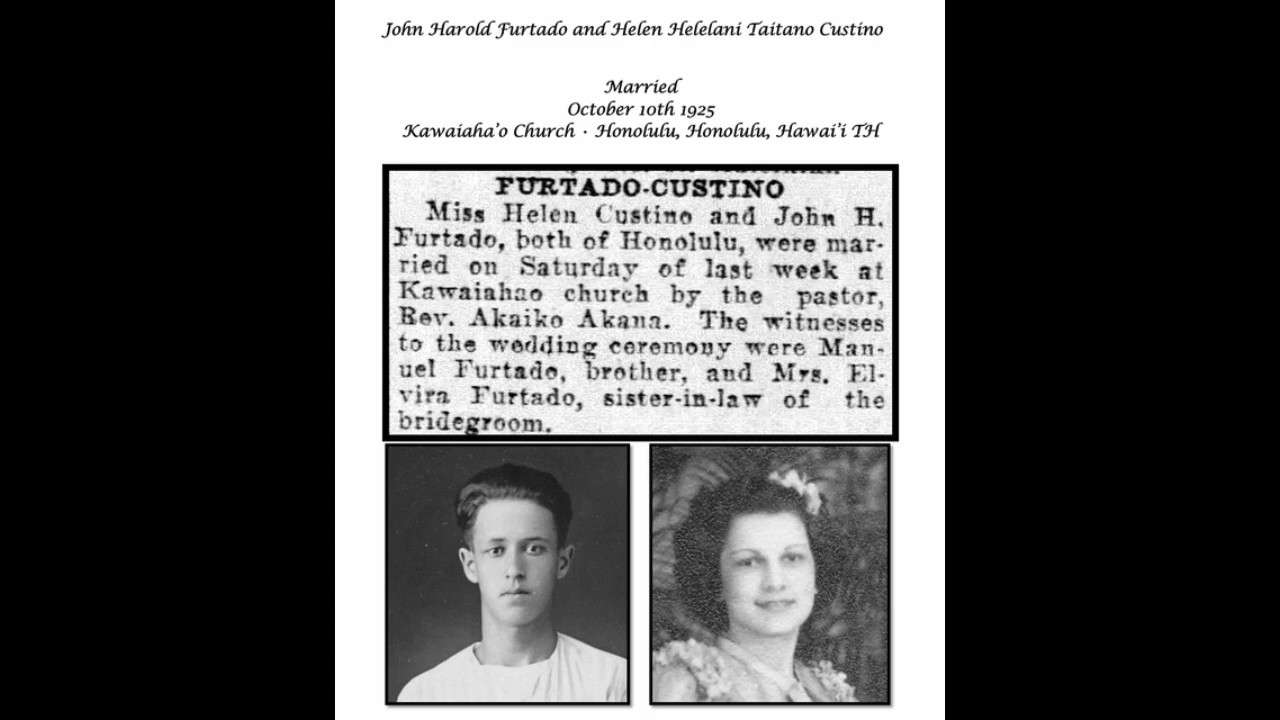 John Harold Furtado and Helen Helelani Taitano Custino
Married
October 10th 1925
Kawaiaha'o Church · Honolulu, Honolulu, Hawai'i TH
FURTADO-CUSTINO
Miss Helen Custino and John H.
Furtado, both of Honolulu, were mar-
ried on Saturday of last week at
Kawaiahao church by the pastor,
Rev. Akaiko Akana. The witnesses
to the wedding ceremony were Man-
uel Furtado, brother, and Mrs. El-
vira Furtado, sister-in-law of the
bridegroom.